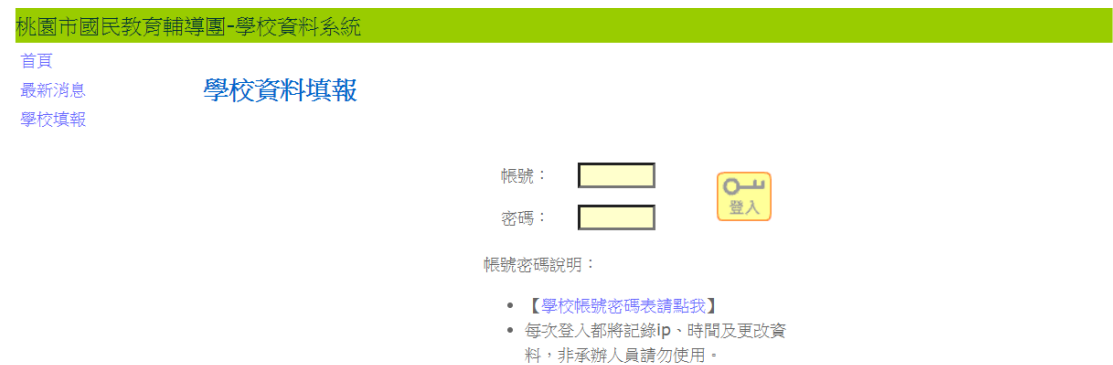 桃園市國民教育輔導團-學校資料系統
首頁
最新消息
學校填報
學校資料填報
帳號：
密碼：
登入
帳號密碼說明：
• 【學校帳號密碼表請點我】
• 每次登入都將記錄ip、時間及更改資
料，非承辦人員請勿使用。